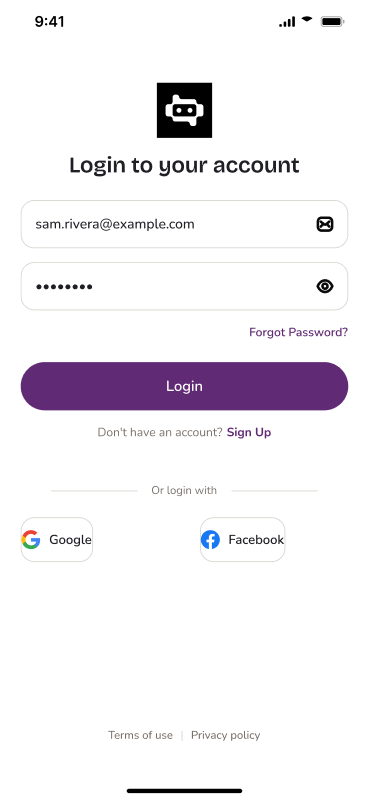 9:41
Login to your account
sam.rivera@example.com
••••••••
Forgot Password?
Login
Don't have an account? Sign Up
Or login with
Google
Facebook
Terms of use | Privacy policy